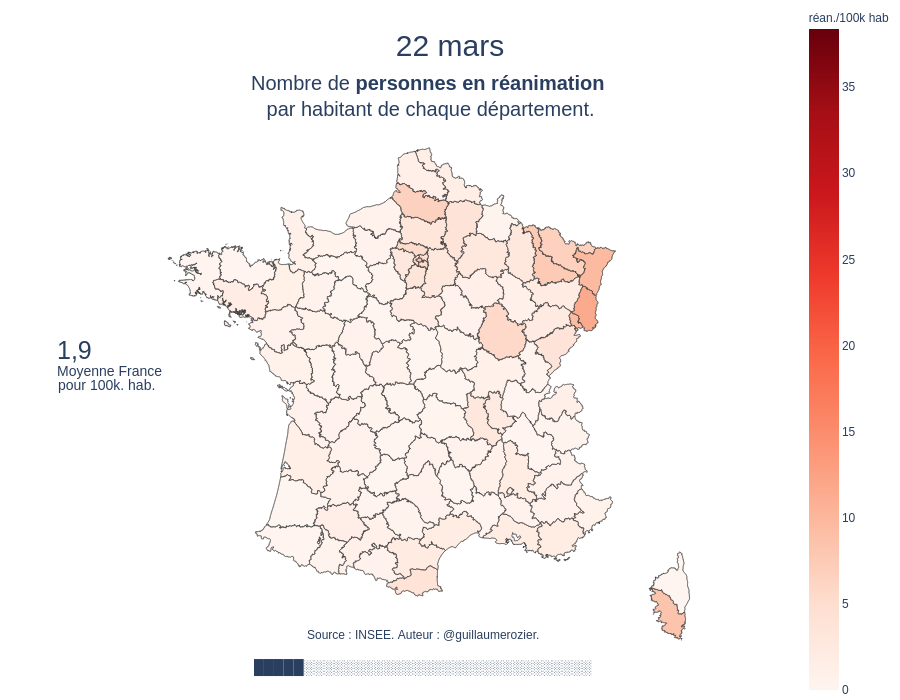 réan./100k hab
22 mars
Nombre de personnes en réanimation
par habitant de chaque département.
35
30
25
20
15
10
5
0
1,9
Moyenne France
pour 100k. hab.
Source : INSEE. Auteur : @guillaumerozier.